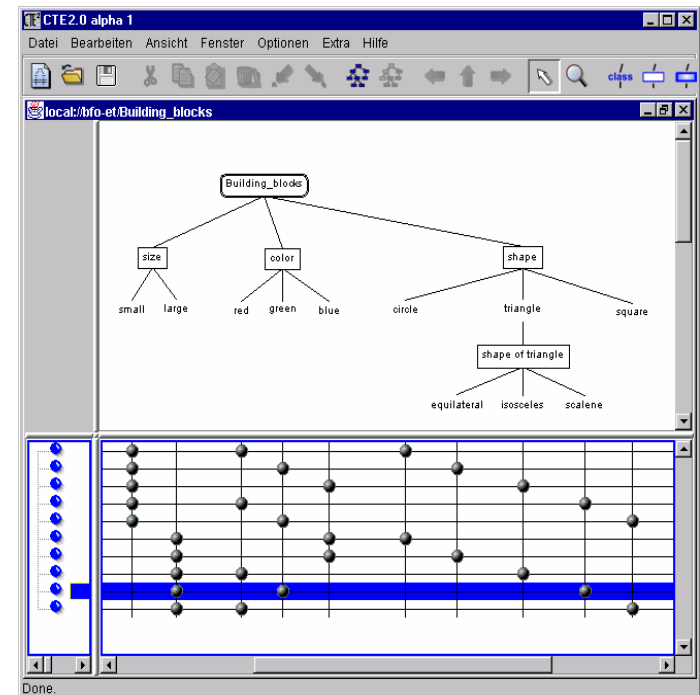 CTE2.0 alpha 1
Datei Bearbeiten Ansicht Fenster Optionen Extra Hilfe
class
local://bfo-et/Building_blocks
Building_blocks
size color shape
small large red green blue circle triangle square
shape of triangle
equilateral isosceles scalene
Done.